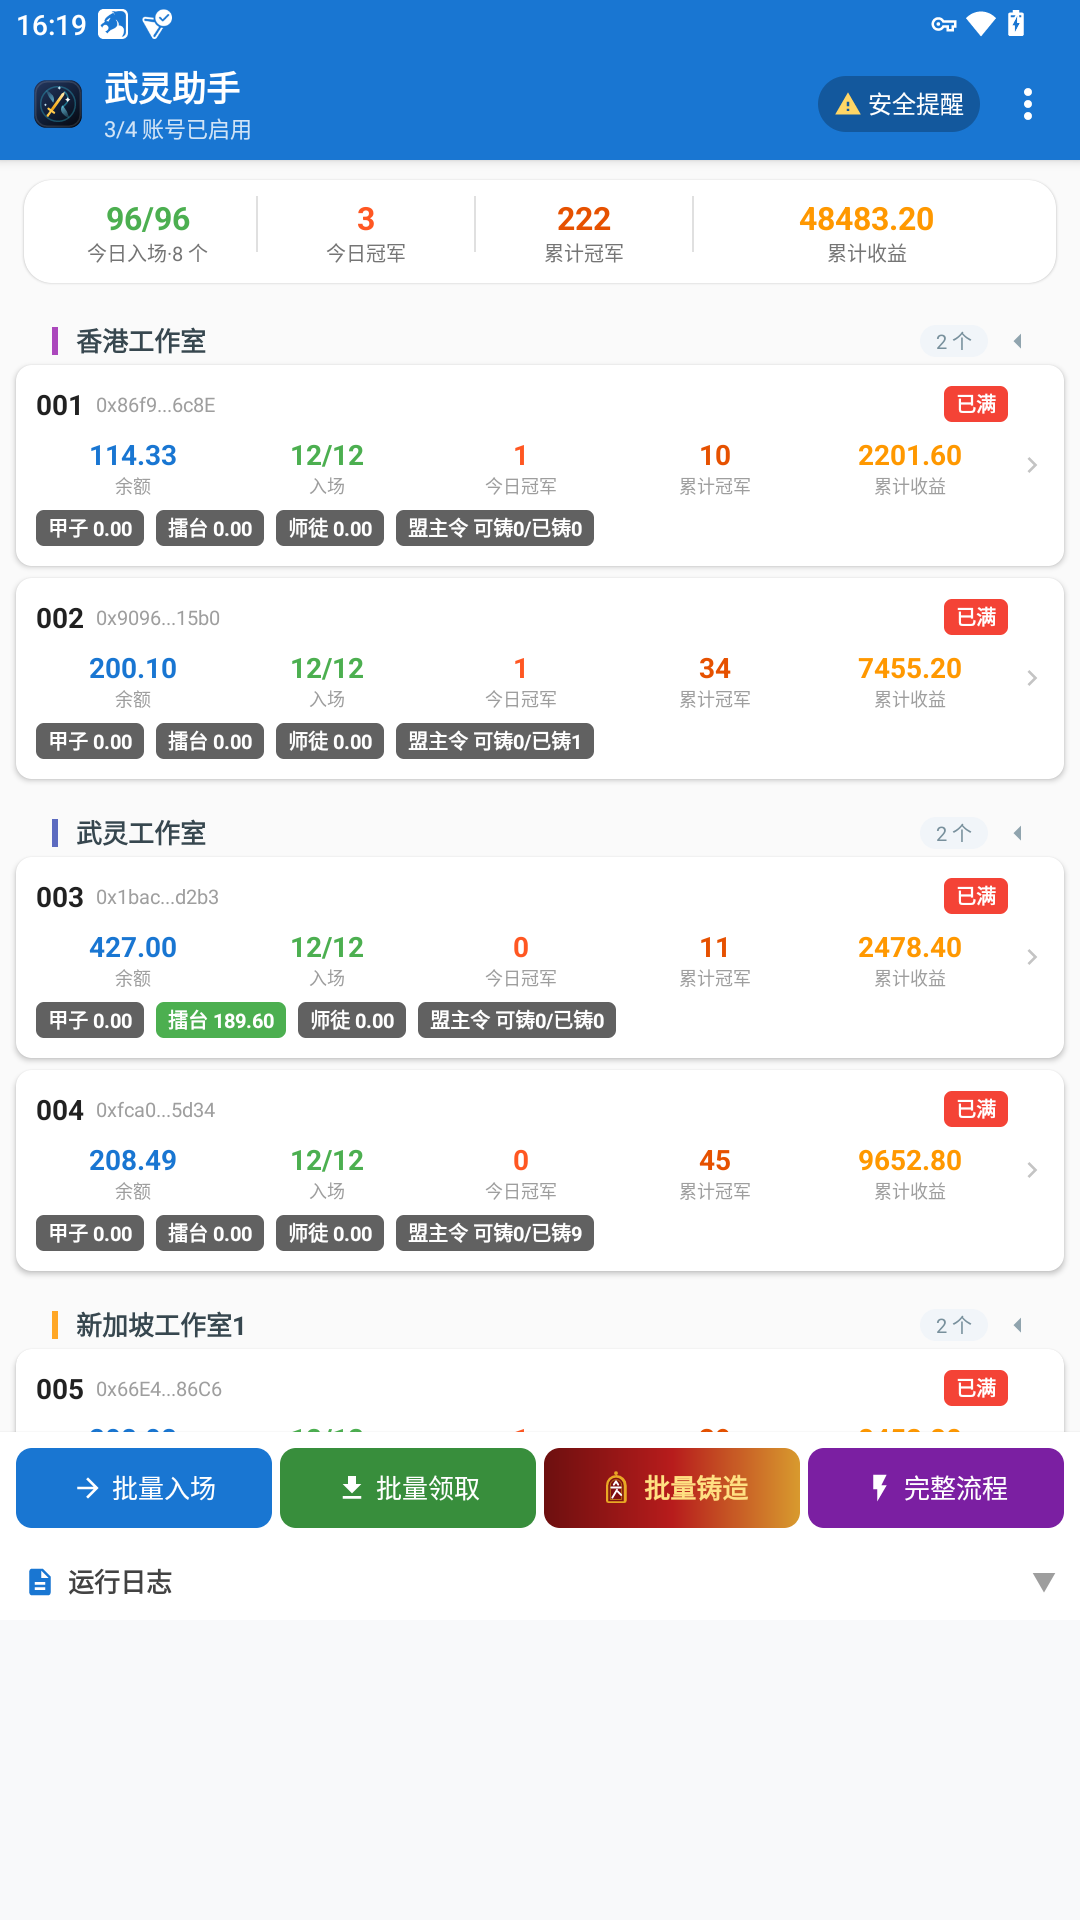 16:19
武灵助手
3/4 账号已启用
安全提醒
96/96
今日入场·8 个
3
今日冠军
222
累计冠军
48483.20
累计收益
香港工作室
2 个
001 0x86f9...6c8E
已满
114.33
余额
12/12
入场
1
今日冠军
10
累计冠军
2201.60
累计收益
甲子 0.00
擂台 0.00
师徒 0.00
盟主令 可铸0/已铸0
002 0x9096...15b0
已满
200.10
余额
12/12
入场
1
今日冠军
34
累计冠军
7455.20
累计收益
甲子 0.00
擂台 0.00
师徒 0.00
盟主令 可铸0/已铸1
武灵工作室
2 个
003 0x1bac...d2b3
已满
427.00
余额
12/12
入场
0
今日冠军
11
累计冠军
2478.40
累计收益
甲子 0.00
擂台 189.60
师徒 0.00
盟主令 可铸0/已铸0
004 0xfca0...5d34
已满
208.49
余额
12/12
入场
0
今日冠军
45
累计冠军
9652.80
累计收益
甲子 0.00
擂台 0.00
师徒 0.00
盟主令 可铸0/已铸9
新加坡工作室1
2 个
005 0x66E4...86C6
已满
批量入场
批量领取
批量铸造
完整流程
运行日志